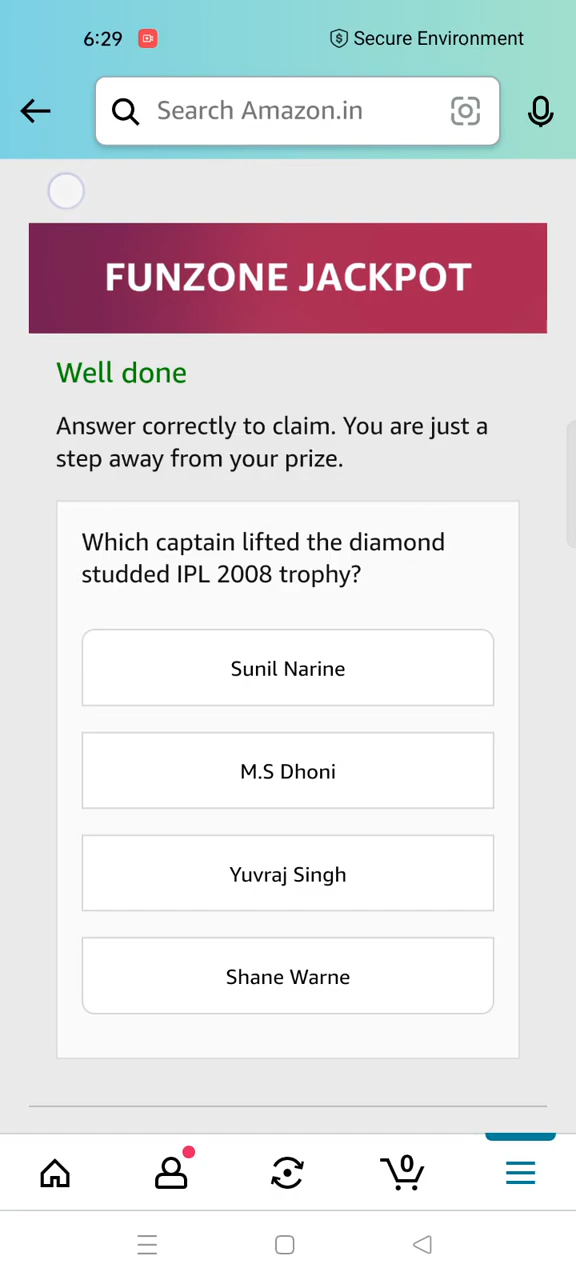 6:29
Secure Environment
Search Amazon.in
FUNZONE JACKPOT
Well done
Answer correctly to claim. You are just a
step away from your prize.
Which captain lifted the diamond
studded IPL 2008 trophy?
Sunil Narine
M.S Dhoni
Yuvraj Singh
Shane Warne
0